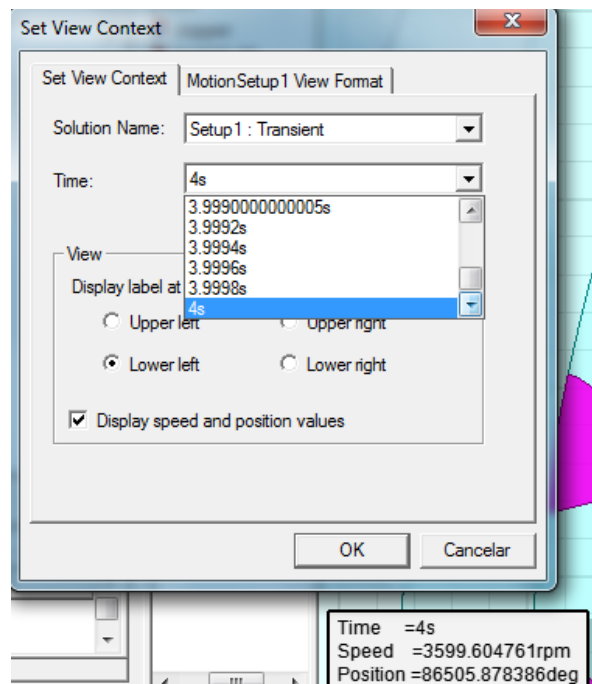 Set View Context
Set View Context MotionSetup1 View Format
Solution Name: Setup1 : Transient
Time: 4s
3.9990000000005s
3.9992s
3.9994s
3.9996s
3.9998s
4s
View
Display label at
Upper left Upper right
Lower left Lower right
Display speed and position values
OK Cancelar
Time =4s
Speed =3599.604761rpm
Position =86505.878386deg